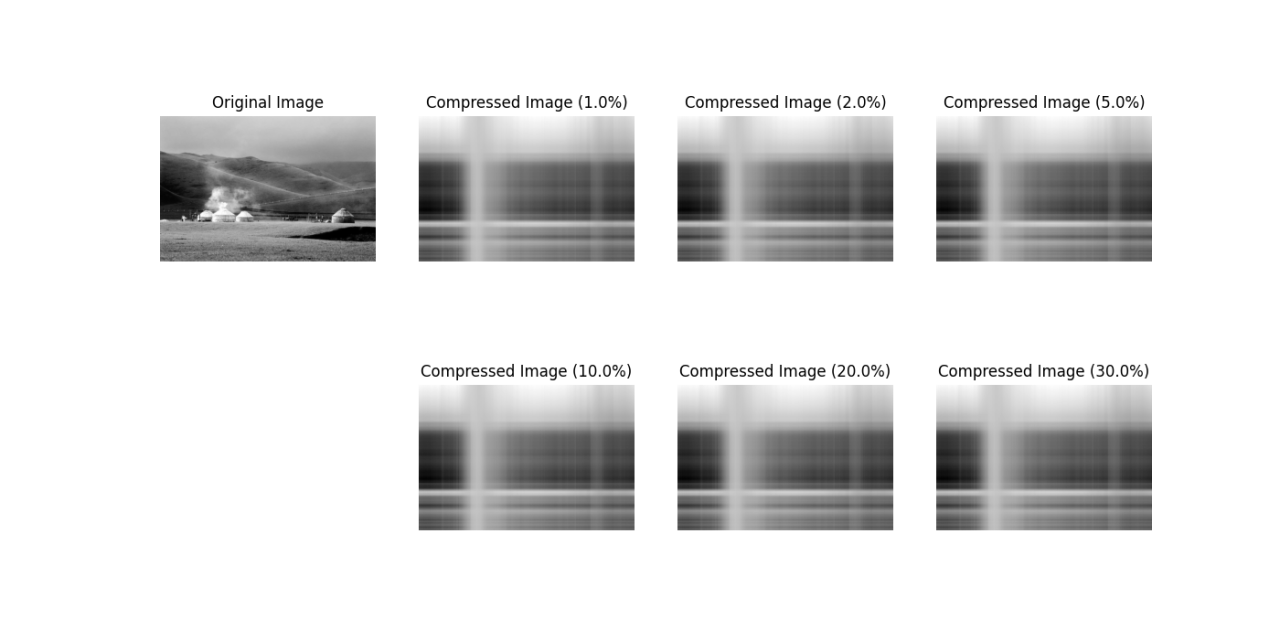 Original Image
Compressed Image (1.0%)
Compressed Image (2.0%)
Compressed Image (5.0%)
Compressed Image (10.0%)
Compressed Image (20.0%)
Compressed Image (30.0%)